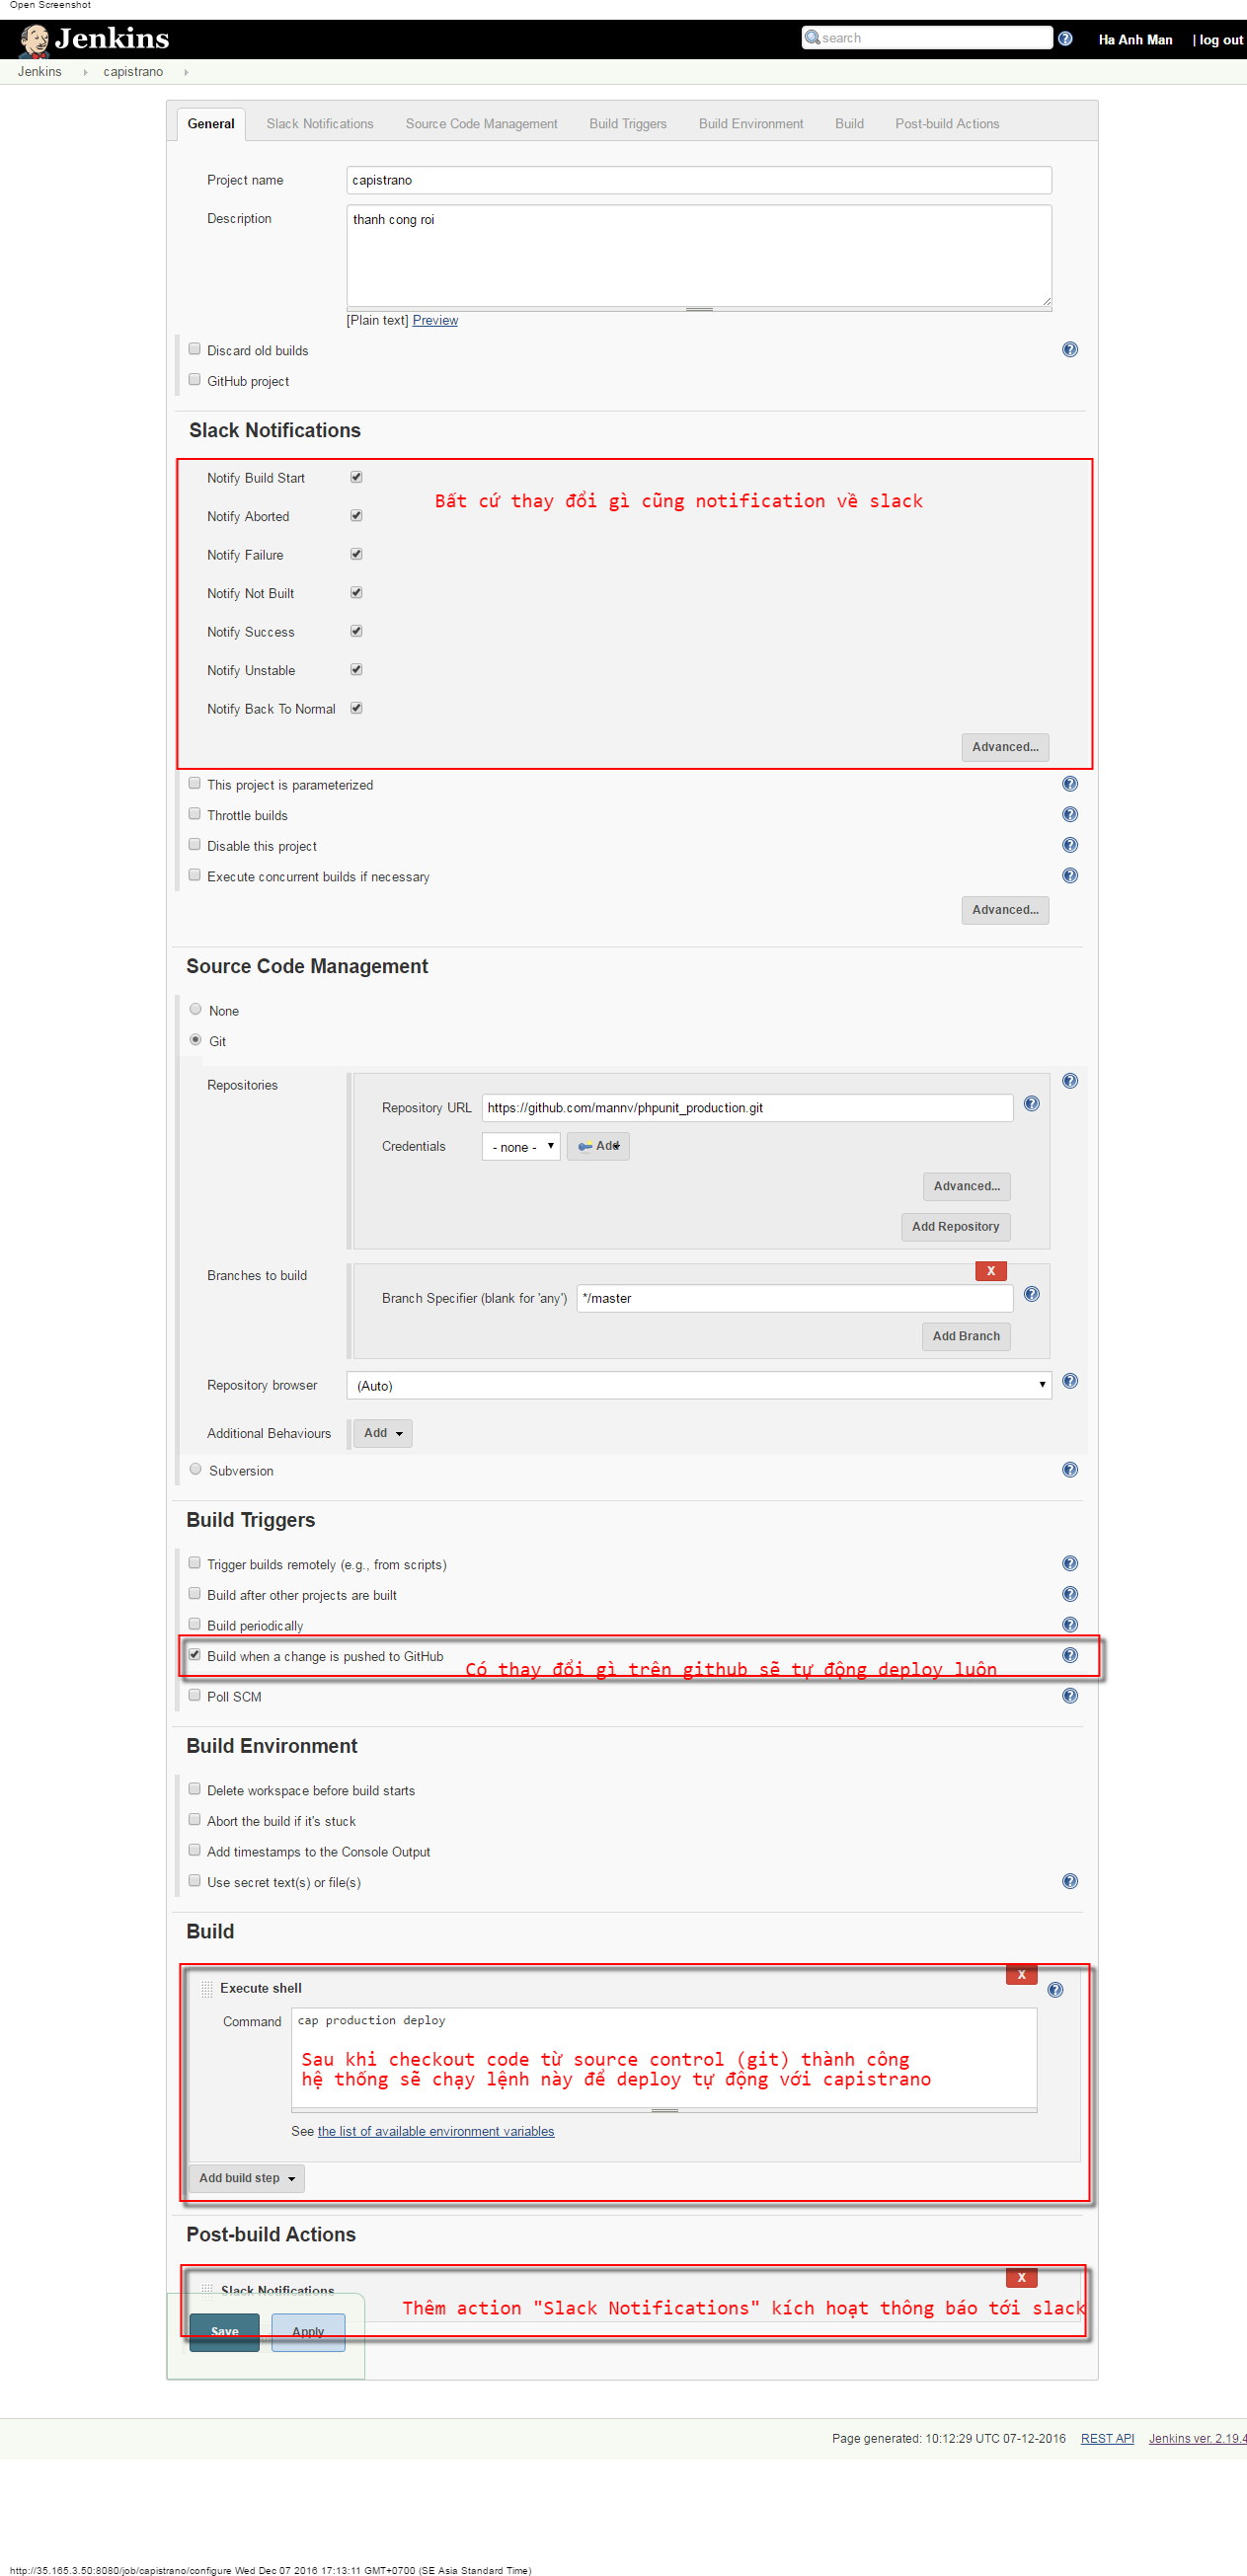 Open Screenshot
Jenkins
search
Ha Anh Man | log out
Jenkins capistrano
General Slack Notifications Source Code Management Build Triggers Build Environment Build Post-build Actions
Project name capistrano
Description thanh cong roi
[Plain text] Preview
Discard old builds
GitHub project
Slack Notifications
Notify Build Start
Bất cứ thay đổi gì cũng notification về slack
Notify Aborted
Notify Failure
Notify Not Built
Notify Success
Notify Unstable
Notify Back To Normal
Advanced...
This project is parameterized
Throttle builds
Disable this project
Execute concurrent builds if necessary
Advanced...
Source Code Management
None
Git
Repositories
Repository URL https://github.com/mannv/phpunit_production.git
Credentials - none - Add
Advanced...
Add Repository
Branches to build X
Branch Specifier (blank for 'any') */master
Add Branch
Repository browser (Auto)
Additional Behaviours Add
Subversion
Build Triggers
Trigger builds remotely (e.g., from scripts)
Build after other projects are built
Build periodically
Build when a change is pushed to GitHub
Có thay đổi gì trên github sẽ tự động deploy luôn
Poll SCM
Build Environment
Delete workspace before build starts
Abort the build if it's stuck
Add timestamps to the Console Output
Use secret text(s) or file(s)
Build
X
Execute shell
Command cap production deploy
Sau khi checkout code từ source control (git) thành công
hệ thống sẽ chạy lệnh này để deploy tự động với capistrano
See the list of available environment variables
Add build step
Post-build Actions
X
Slack Notifications
Thêm action "Slack Notifications" kích hoạt thông báo tới slack
Save Apply
Page generated: 10:12:29 UTC 07-12-2016 REST API Jenkins ver. 2.19.4
http://35.165.3.50:8080/job/capistrano/configure Wed Dec 07 2016 17:13:11 GMT+0700 (SE Asia Standard Time)